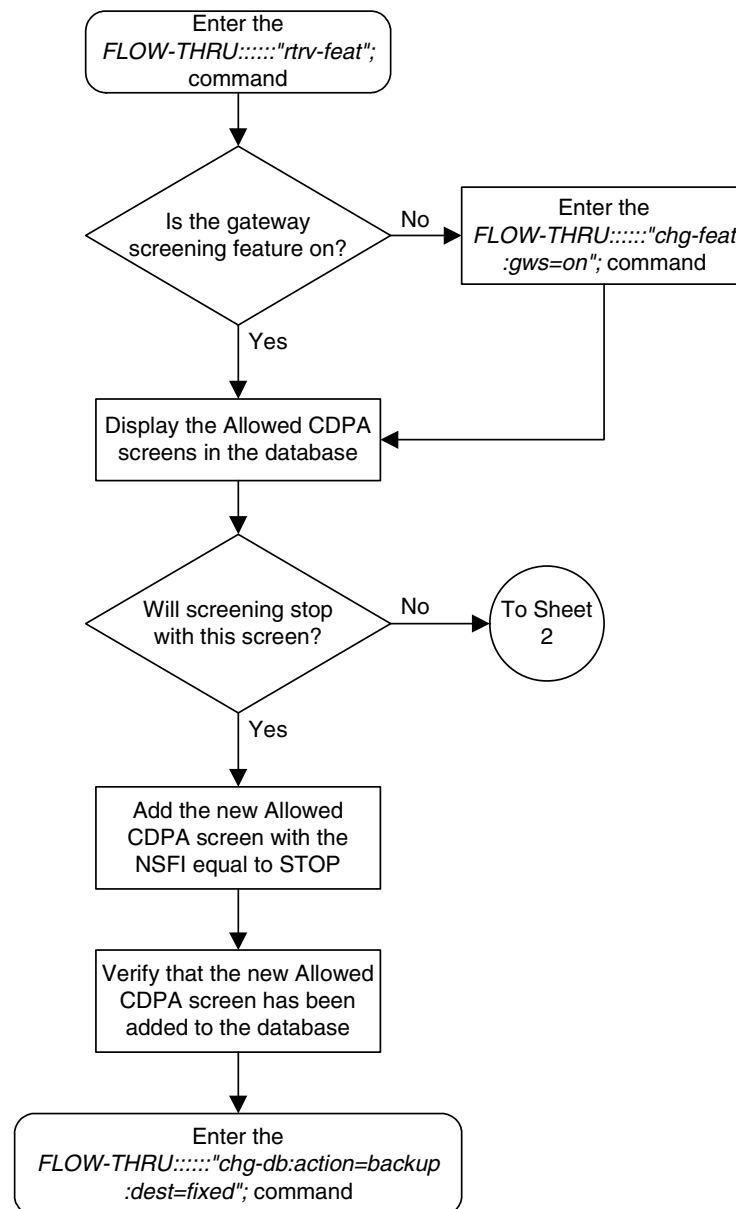 Enter the
FLOW-THRU::::::"rtrv-feat";
command
Is the gateway
screening feature on?
No
Enter the
FLOW-THRU::::::"chg-feat
:gws=on"; command
Yes
Display the Allowed CDPA
screens in the database
Will screening stop
with this screen?
No
To Sheet
2
Yes
Add the new Allowed
CDPA screen with the
NSFI equal to STOP
Verify that the new Allowed
CDPA screen has been
added to the database
Enter the
FLOW-THRU::::::"chg-db:action=backup
:dest=fixed"; command